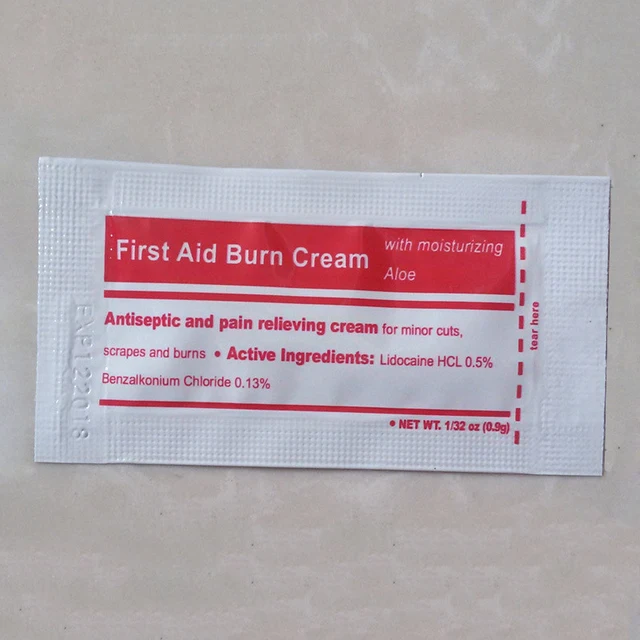 First Aid Burn Cream with moisturizing
Aloe
Antiseptic and pain relieving cream for minor cuts,
scrapes and burns • Active Ingredients: Lidocaine HCL 0.5%
Benzalkonium Chloride 0.13%
• NET WT. 1/32 oz (0.9g)
tear here
EXP122018